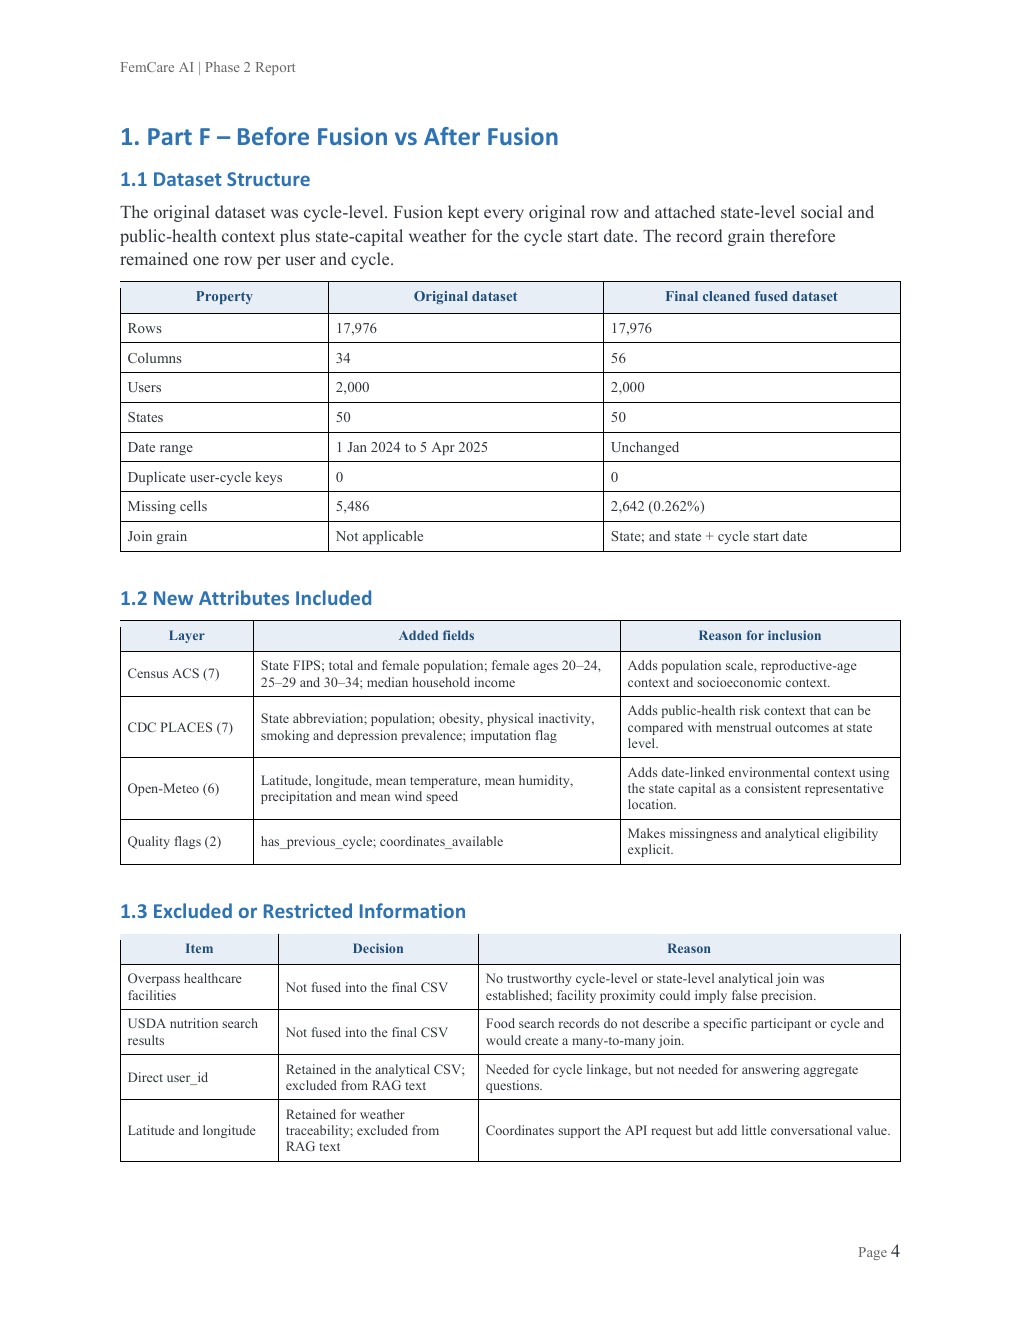 FemCare AI | Phase 2 Report
1. Part F – Before Fusion vs After Fusion
1.1 Dataset Structure
The original dataset was cycle-level. Fusion kept every original row and attached state-level social and
public-health context plus state-capital weather for the cycle start date. The record grain therefore
remained one row per user and cycle.
Property Original dataset Final cleaned fused dataset
Rows 17,976 17,976
Columns 34 56
Users 2,000 2,000
States 50 50
Date range 1 Jan 2024 to 5 Apr 2025 Unchanged
Duplicate user-cycle keys 0 0
Missing cells 5,486 2,642 (0.262%)
Join grain Not applicable State; and state + cycle start date
1.2 New Attributes Included
Layer Added fields Reason for inclusion
Census ACS (7)
State FIPS; total and female population; female ages 20–24,
25–29 and 30–34; median household income
Adds population scale, reproductive-age
context and socioeconomic context.
CDC PLACES (7)
State abbreviation; population; obesity, physical inactivity,
smoking and depression prevalence; imputation flag
Adds public-health risk context that can be
compared with menstrual outcomes at state
level.
Open-Meteo (6)
Latitude, longitude, mean temperature, mean humidity,
precipitation and mean wind speed
Adds date-linked environmental context using
the state capital as a consistent representative
location.
Quality flags (2)
has_previous_cycle; coordinates_available
Makes missingness and analytical eligibility
explicit.
1.3 Excluded or Restricted Information
Item Decision Reason
Overpass healthcare
facilities
Not fused into the final CSV
No trustworthy cycle-level or state-level analytical join was
established; facility proximity could imply false precision.
USDA nutrition search
results
Not fused into the final CSV
Food search records do not describe a specific participant or cycle and
would create a many-to-many join.
Direct user_id
Retained in the analytical CSV;
excluded from RAG text
Needed for cycle linkage, but not needed for answering aggregate
questions.
Latitude and longitude
Retained for weather
traceability; excluded from
RAG text
Coordinates support the API request but add little conversational value.
Page 4